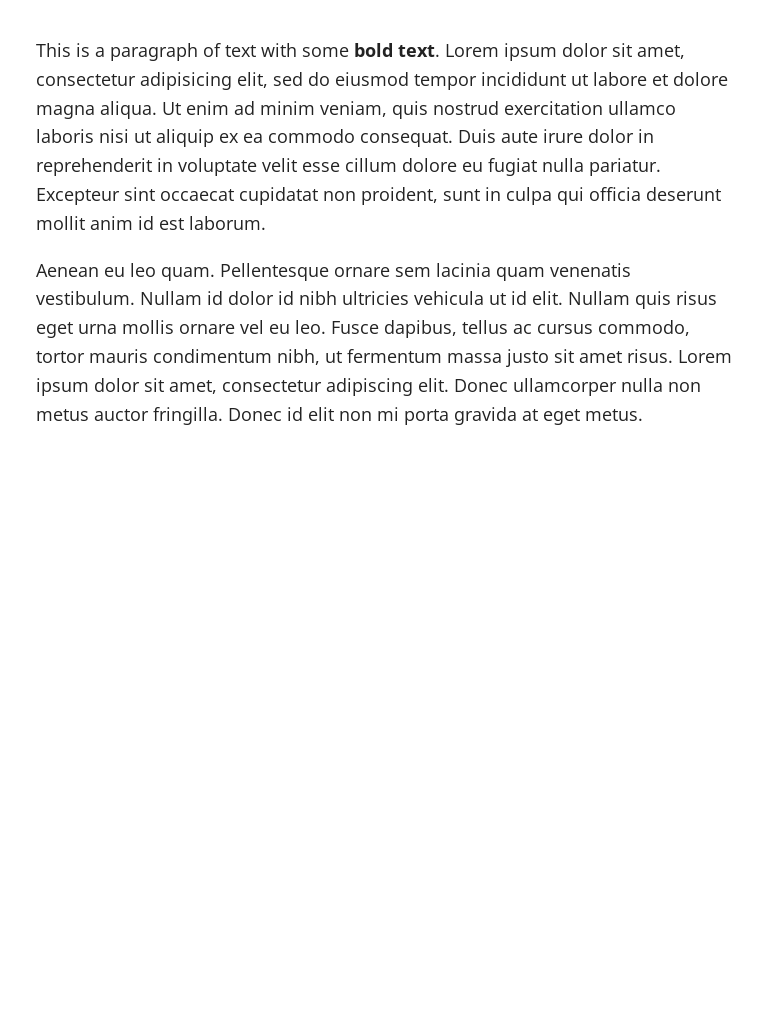 This is a paragraph of text with some bold text. Lorem ipsum dolor sit amet,
consectetur adipisicing elit, sed do eiusmod tempor incididunt ut labore et dolore
magna aliqua. Ut enim ad minim veniam, quis nostrud exercitation ullamco
laboris nisi ut aliquip ex ea commodo consequat. Duis aute irure dolor in
reprehenderit in voluptate velit esse cillum dolore eu fugiat nulla pariatur.
Excepteur sint occaecat cupidatat non proident, sunt in culpa qui officia deserunt
mollit anim id est laborum.
Aenean eu leo quam. Pellentesque ornare sem lacinia quam venenatis
vestibulum. Nullam id dolor id nibh ultricies vehicula ut id elit. Nullam quis risus
eget urna mollis ornare vel eu leo. Fusce dapibus, tellus ac cursus commodo,
tortor mauris condimentum nibh, ut fermentum massa justo sit amet risus. Lorem
ipsum dolor sit amet, consectetur adipiscing elit. Donec ullamcorper nulla non
metus auctor fringilla. Donec id elit non mi porta gravida at eget metus.